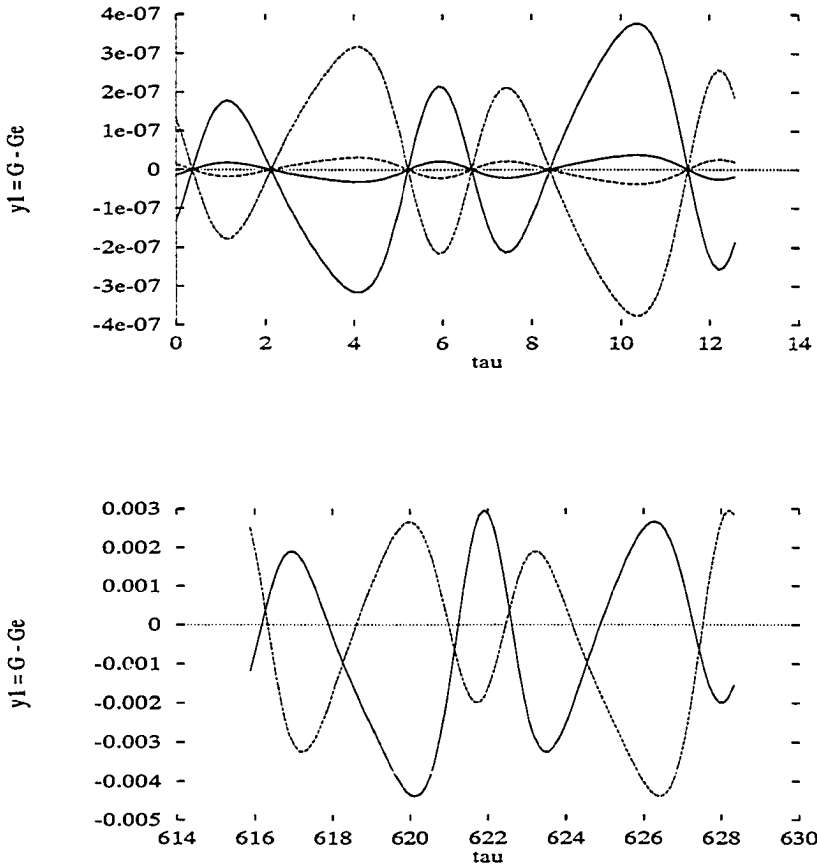 4e-07
3e-07
2e-07
1e-07
0
-1e-07
-2e-07
-3e-07
-4e-07
y1 = G - Ge
0 2 4 6 8 10 12 14
tau
0.003
0.002
0.001
0
-0.001
-0.002
-0.003
-0.004
-0.005
y1 = G - Ge
614 616 618 620 622 624 626 628 630
tau